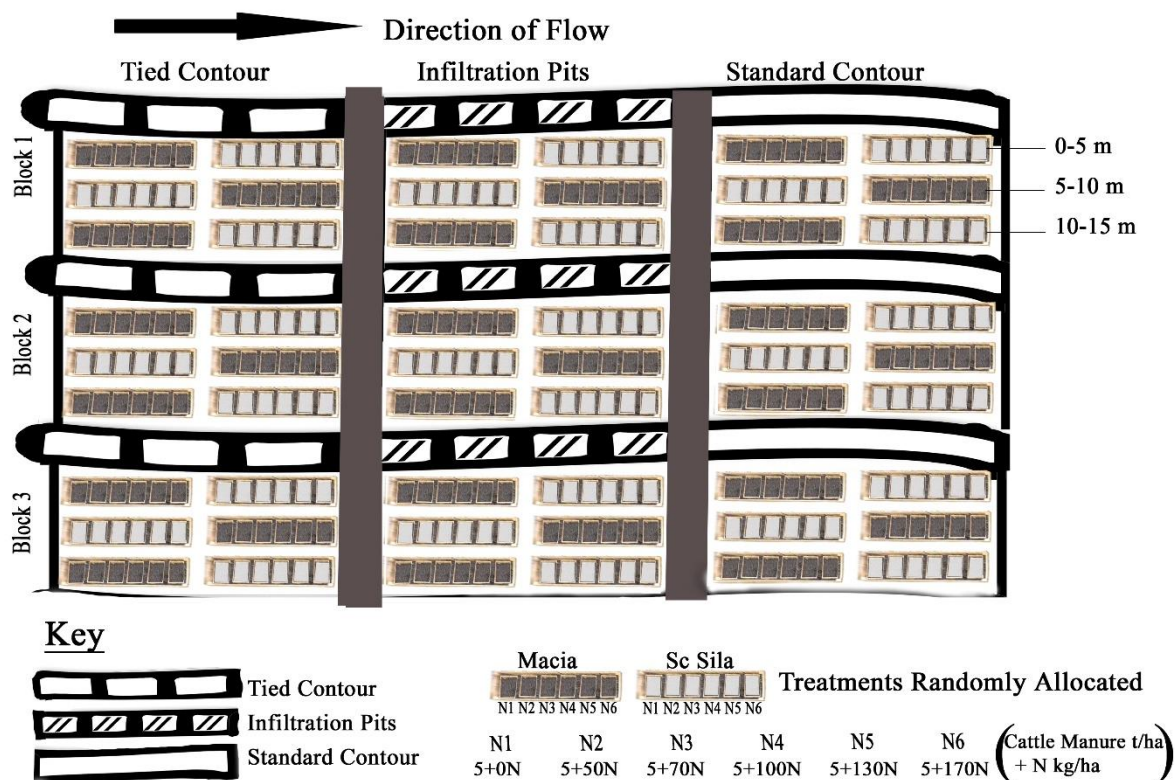 Direction of Flow
Tied Contour Infiltration Pits Standard Contour
Block 1
0-5 m
5-10 m
10-15 m
Block 2
Block 3
Key
Tied Contour
Infiltration Pits
Standard Contour
Macia Sc Sila
Treatments Randomly Allocated
N1 N2 N3 N4 N5 N6 N1 N2 N3 N4 N5 N6
N1 N2 N3 N4 N5 N6 (Cattle Manure t/ha
5+0N 5+50N 5+70N 5+100N 5+130N 5+170N + N kg/ha)